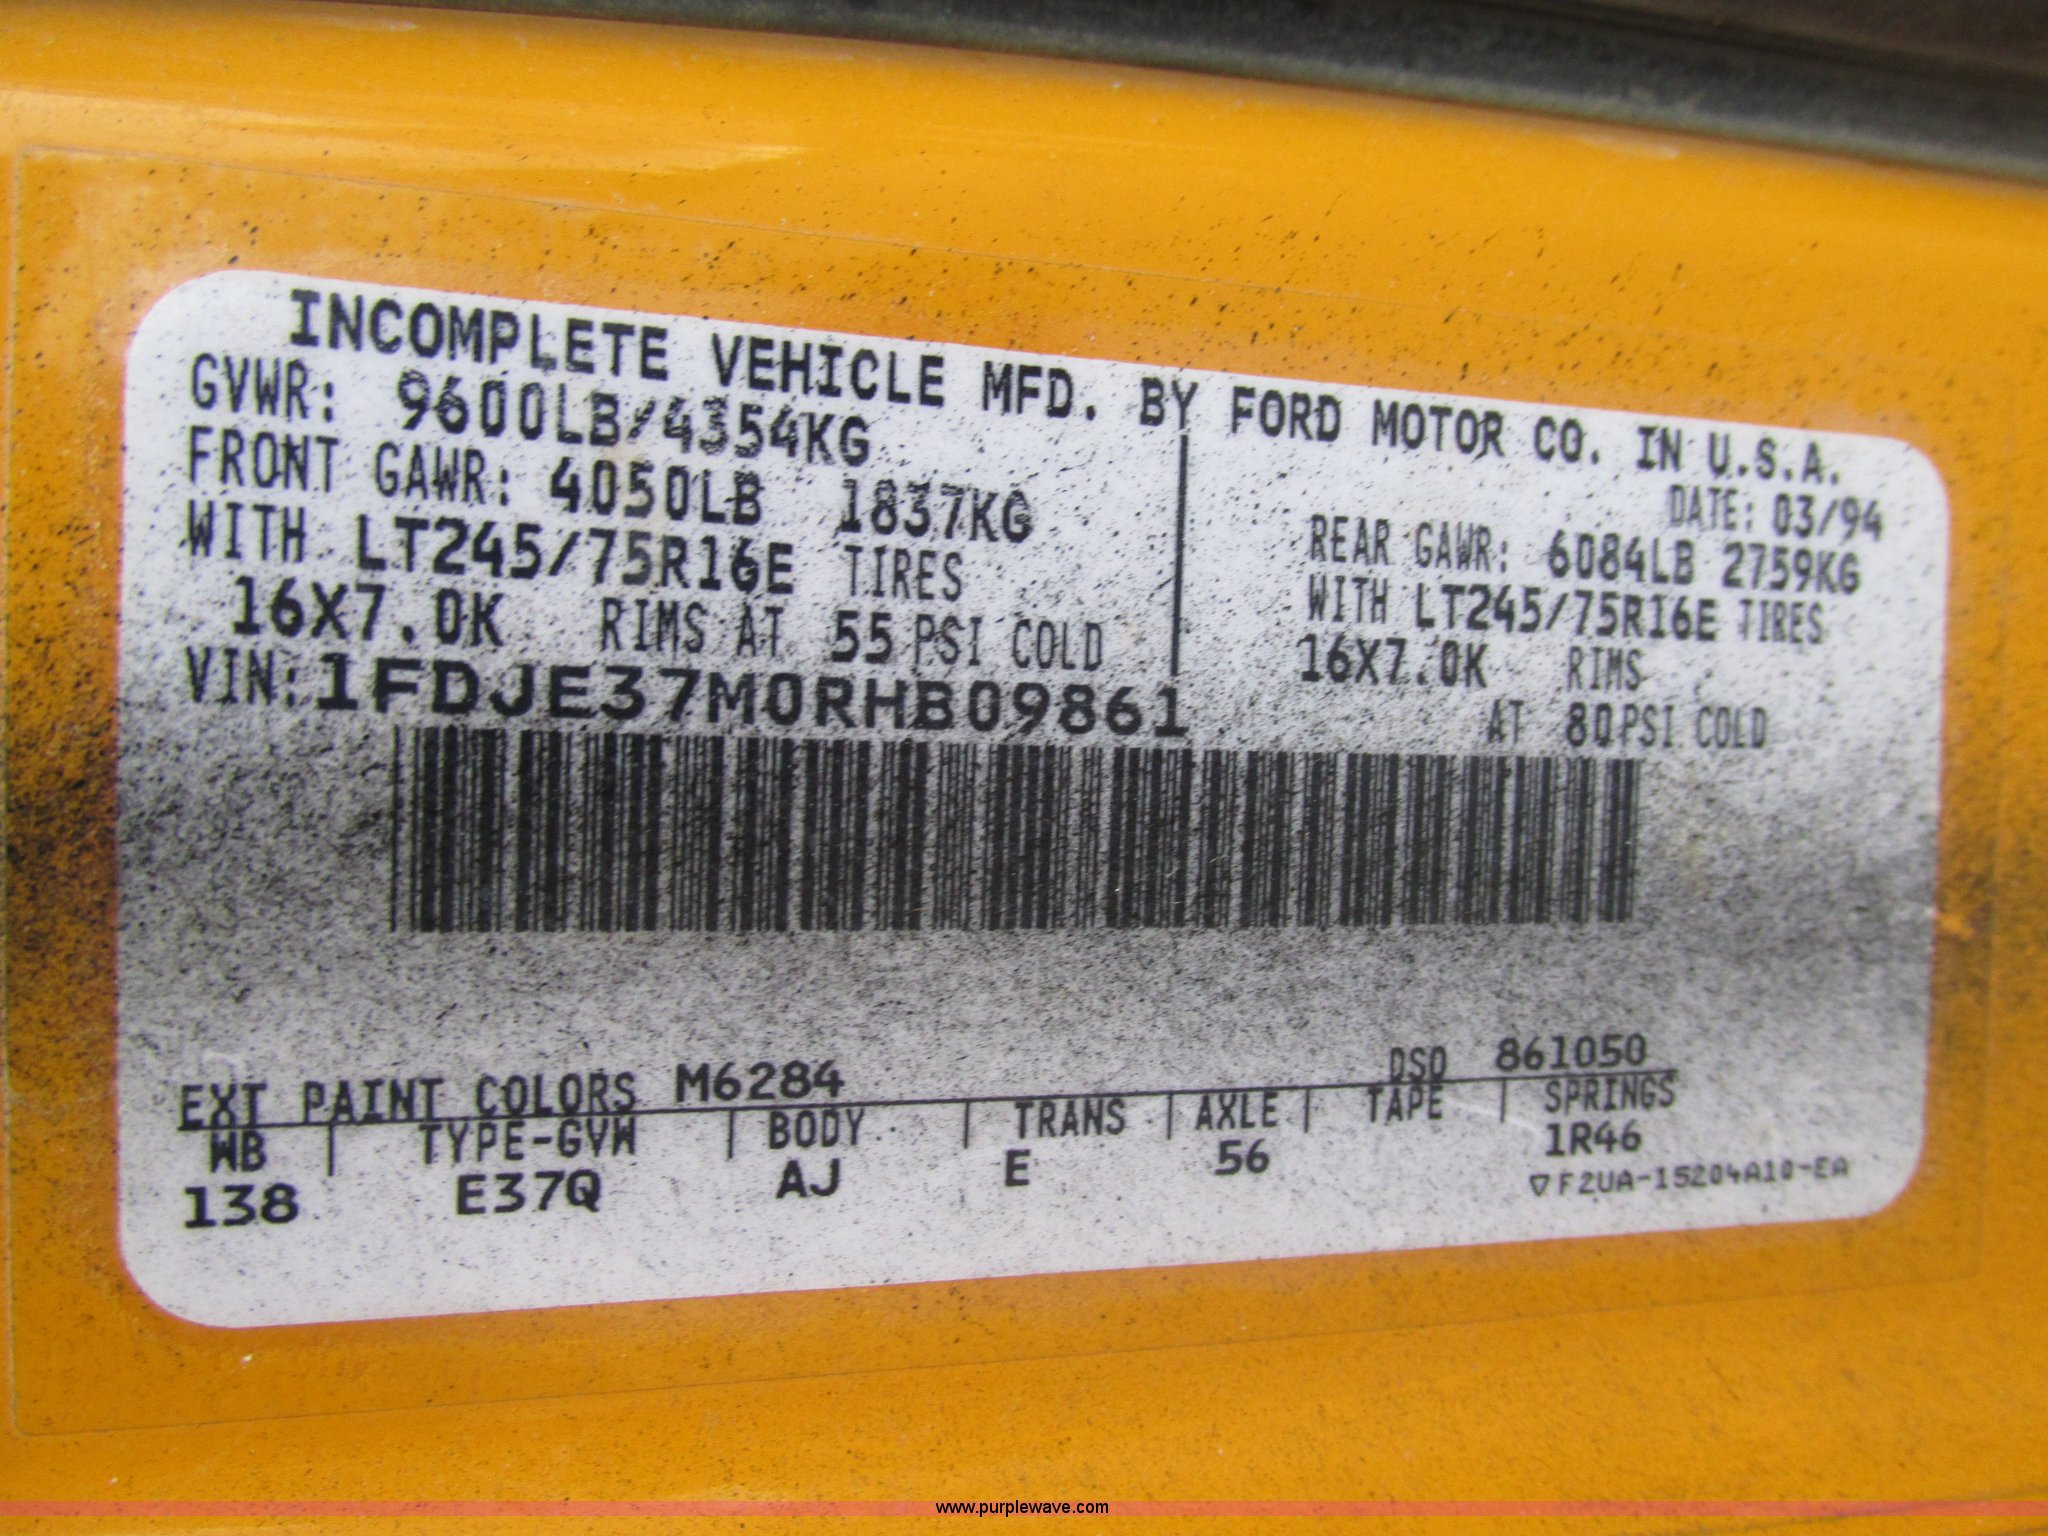 INCOMPLETE VEHICLE MFD. BY FORD MOTOR CO. IN U.S.A.
GVWR: 9600LB/4354KG
DATE: 03/94
FRONT GAWR: 4050LB 1837KG
REAR GAWR: 6084LB 2759KG
WITH LT245/75R16E TIRES
WITH LT245/75R16E TIRES
16X7.0K RIMS AT 55 PSI COLD
16X7.0K RIMS
AT 80 PSI COLD
VIN: 1FDJE37M0RHB09861
EXT PAINT COLORS M6284 DSO 861050
WB | TYPE-GVW | BODY | TRANS | AXLE | TAPE | SPRINGS
138 E37Q AJ E 56 1R46
▽F2UA-15204A10-EA
www.purplewave.com